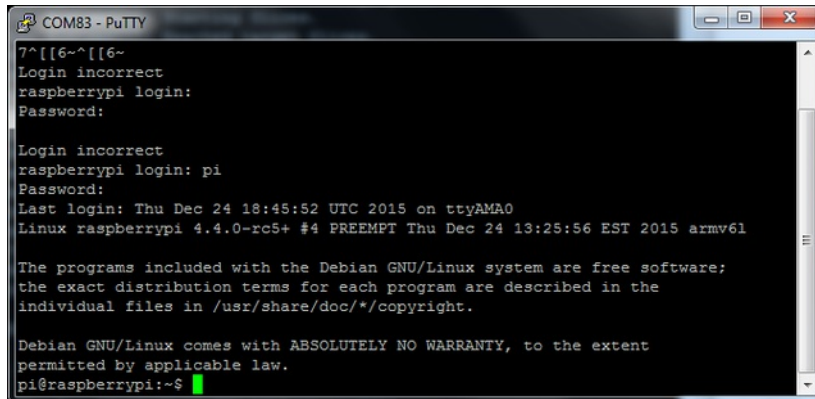 COM83 - PuTTY
7^[[6~^[[6~
Login incorrect
raspberrypi login:
Password:
Login incorrect
raspberrypi login: pi
Password:
Last login: Thu Dec 24 18:45:52 UTC 2015 on ttyAMA0
Linux raspberrypi 4.4.0-rc5+ #4 PREEMPT Thu Dec 24 13:25:56 EST 2015 armv6l
The programs included with the Debian GNU/Linux system are free software;
the exact distribution terms for each program are described in the
individual files in /usr/share/doc/*/copyright.
Debian GNU/Linux comes with ABSOLUTELY NO WARRANTY, to the extent
permitted by applicable law.
pi@raspberrypi:~$